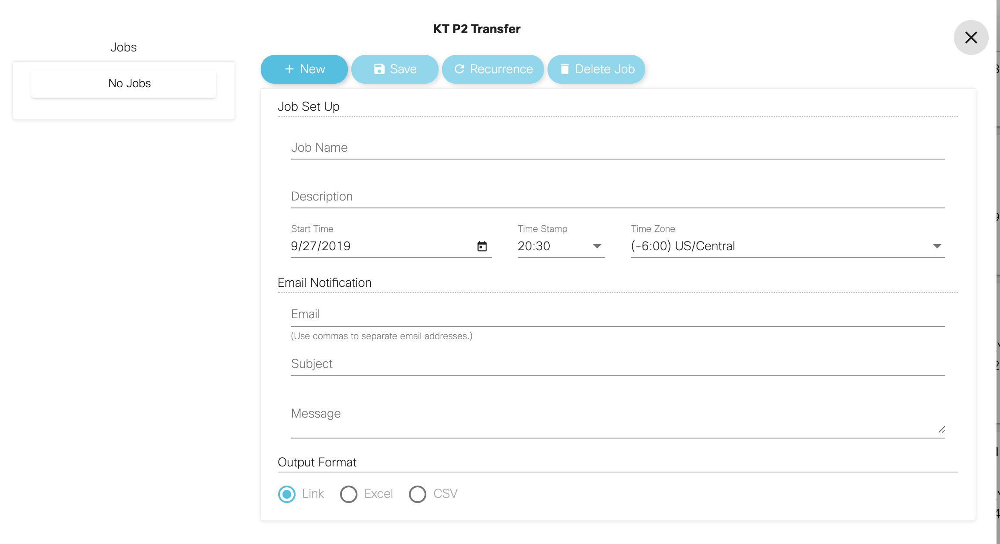 KT P2 Transfer
Jobs
No Jobs
New
Save
Recurrence
Delete Job
Job Set Up
Job Name
Description
Start Time
9/27/2019
Time Stamp
20:30
Time Zone
(-6:00) US/Central
Email Notification
Email
(Use commas to separate email addresses.)
Subject
Message
Output Format
Link
Excel
CSV